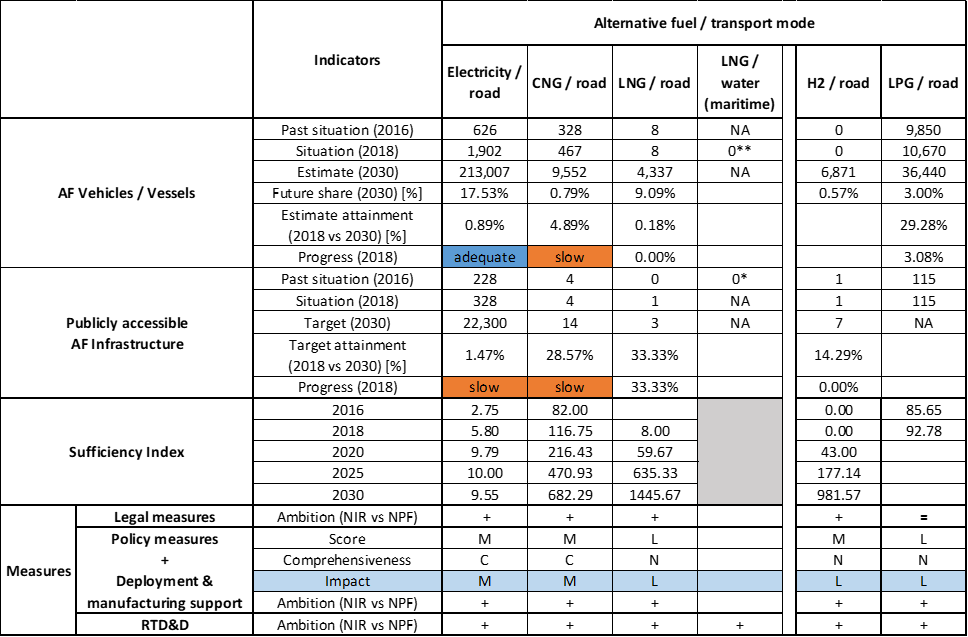 Alternative fuel / transport mode
Indicators
Electricity / road CNG / road LNG / road LNG / water (maritime) H2 / road LPG / road
AF Vehicles / Vessels
Past situation (2016) 626 328 8 NA 0 9,850
Situation (2018) 1,902 467 8 0** 0 10,670
Estimate (2030) 213,007 9,552 4,337 NA 6,871 36,440
Future share (2030) [%] 17.53% 0.79% 9.09% 0.57% 3.00%
Estimate attainment (2018 vs 2030) [%] 0.89% 4.89% 0.18% 29.28%
Progress (2018) adequate slow 0.00% 3.08%
Publicly accessible
AF Infrastructure
Past situation (2016) 228 4 0 0* 1 115
Situation (2018) 328 4 1 NA 1 115
Target (2030) 22,300 14 3 NA 7 NA
Target attainment (2018 vs 2030) [%] 1.47% 28.57% 33.33% 14.29%
Progress (2018) slow slow 33.33% 0.00%
Sufficiency Index
2016 2.75 82.00 0.00 85.65
2018 5.80 116.75 8.00 0.00 92.78
2020 9.79 216.43 59.67 43.00
2025 10.00 470.93 635.33 177.14
2030 9.55 682.29 1445.67 981.57
Measures
Legal measures Ambition (NIR vs NPF) + + + + =
Policy measures Score M M L M L
+ Comprehensiveness C C N N N
Deployment & Impact M M L L L
manufacturing support Ambition (NIR vs NPF) + + + + +
RTD&D Ambition (NIR vs NPF) + + + + + +